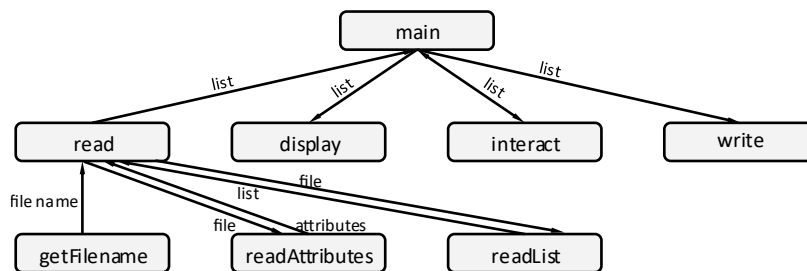 main
list
list
list
list
read
display
interact
write
file name
file
list
file
attributes
getFilename
readAttributes
readList